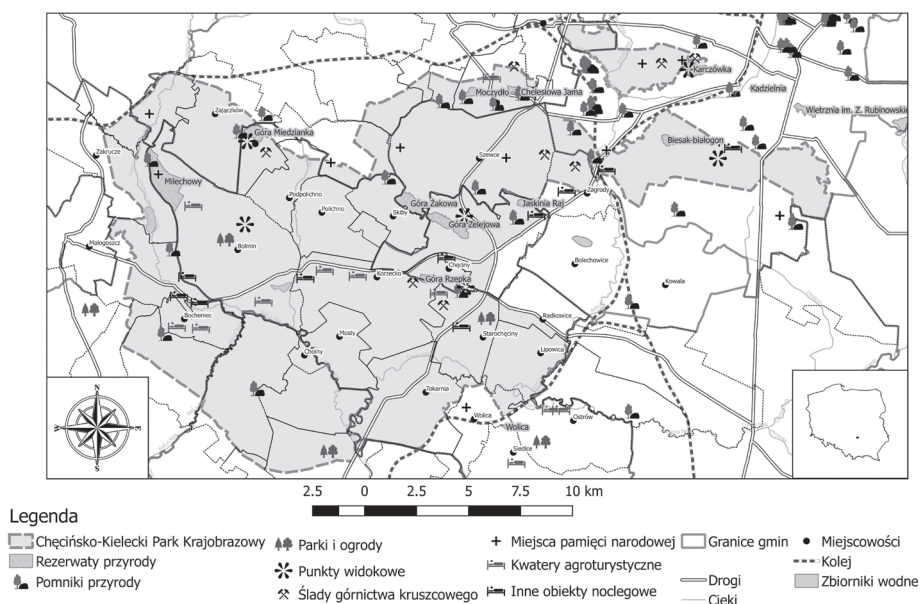 Karczówka
Moczydło
Chelesiowa Jama
Kadzielnia
Wietrznia im. Z. Rubinowskie
Zajączków
Góra Miedzianka
Biesak-białogon
Zakrucze
Szewce
Milechowy
Zagrody
Podpolichno
Polichno
Skiby
Góra Żakowa
Jaskinia Raj
Góra Zelejowa
Małogoszcz
Bolmin
Chęciny
Bolechowice
Korzecko
Góra Rzepka
Kowala
Bocheniec
Mosty
Starochęciny
Radkowice
Choiny
Lipowica
Tokarnia
Wolica
Wolica
Ostrów
Siedlce
N
W
E
S
2.5 0 2.5 5 7.5 10 km
Legenda
Chęcińsko-Kielecki Park Krajobrazowy
Rezerwaty przyrody
Pomniki przyrody
Parki i ogrody
Punkty widokowe
Ślady górnictwa kruszcowego
Miejsca pamięci narodowej
Kwatery agroturystyczne
Inne obiekty noclegowe
Granice gmin
Drogi
Cieki
Miejscowości
Kolej
Zbiorniki wodne